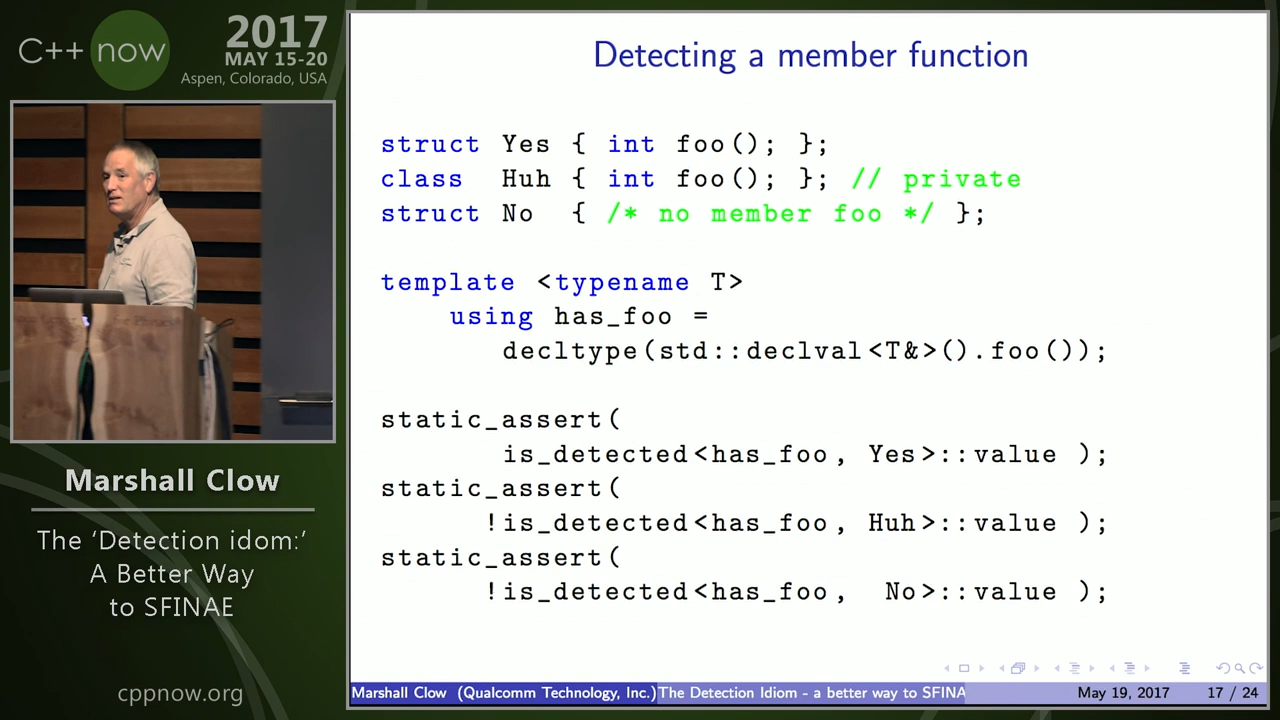 C++ now
2017
MAY 15-20
Aspen, Colorado, USA
Marshall Clow
The ‘Detection idom:’
A Better Way
to SFINAE
cppnow.org
Detecting a member function
struct Yes { int foo(); };
class Huh { int foo(); }; // private
struct No { /* no member foo */ };
template <typename T>
using has_foo =
decltype(std::declval<T&>().foo());
static_assert(
is_detected<has_foo, Yes>::value );
static_assert(
!is_detected<has_foo, Huh>::value );
static_assert(
!is_detected<has_foo, No>::value );
Marshall Clow (Qualcomm Technology, Inc.) The Detection Idiom - a better way to SFINA May 19, 2017 17 / 24